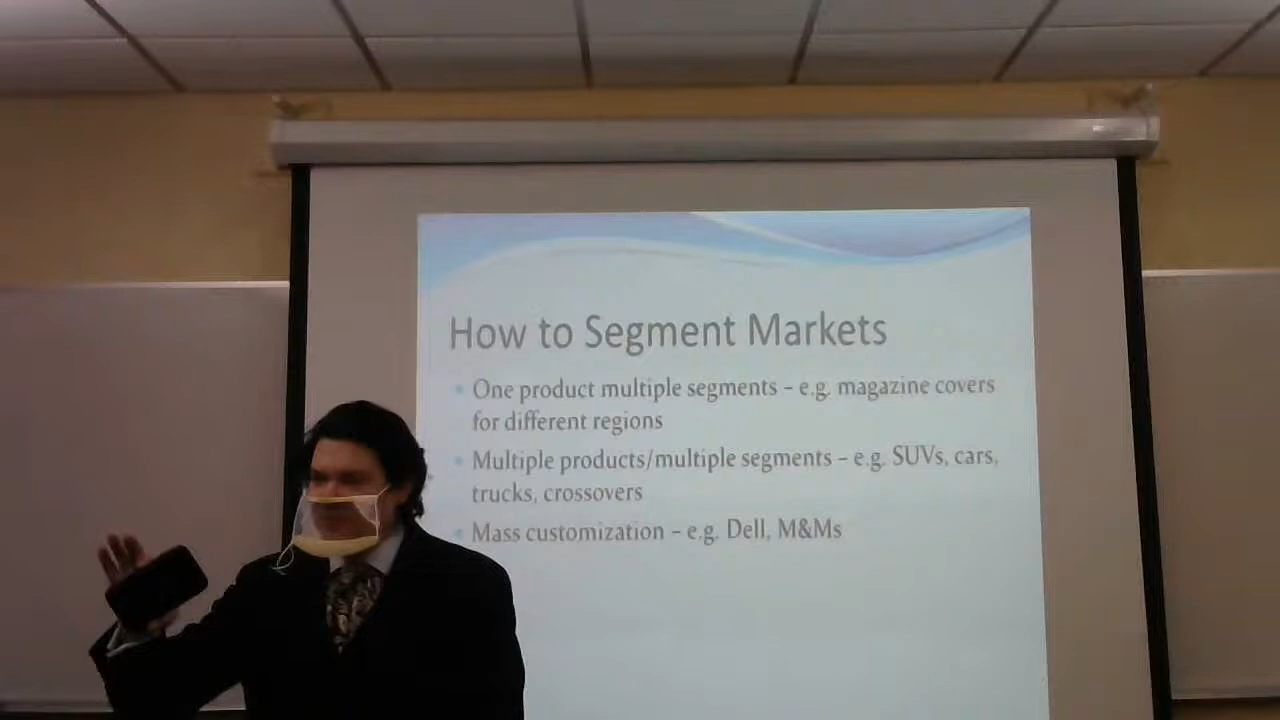 How to Segment Markets
One product multiple segments – e.g. magazine covers
for different regions
Multiple products/multiple segments – e.g. SUVs, cars,
trucks, crossovers
Mass customization – e.g. Dell, M&Ms